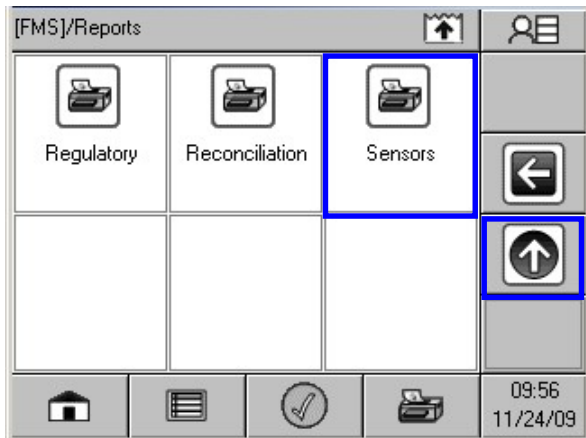 [FMS]/Reports
Regulatory
Reconciliation
Sensors
09:56
11/24/09